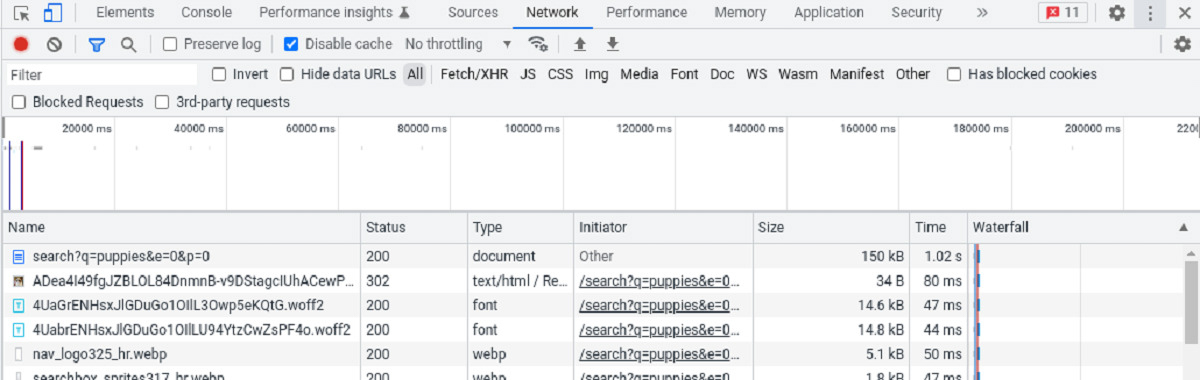 Elements Console Performance insights Sources Network Performance Memory Application Security » 11
Preserve log Disable cache No throttling
Filter Invert Hide data URLs All Fetch/XHR JS CSS Img Media Font Doc WS Wasm Manifest Other Has blocked cookies
Blocked Requests 3rd-party requests
20000 ms 40000 ms 60000 ms 80000 ms 100000 ms 120000 ms 140000 ms 160000 ms 180000 ms 200000 ms
Name Status Type Initiator Size Time Waterfall
search?q=puppies&e=0&p=0 200 document Other 150 kB 1.02 s
302 text/html / Re... /search?q=puppies&e=0... 34 B 80 ms
200 font /search?q=puppies&e=0... 14.6 kB 47 ms
200 font /search?q=puppies&e=0... 14.8 kB 44 ms
nav_logo325_hr.webp 200 webp /search?q=puppies&e=0... 5.1 kB 50 ms
searchbox_sprites317_hr.webp 200 webp /search?q=puppies&e=0... 1.8 kB 47 ms